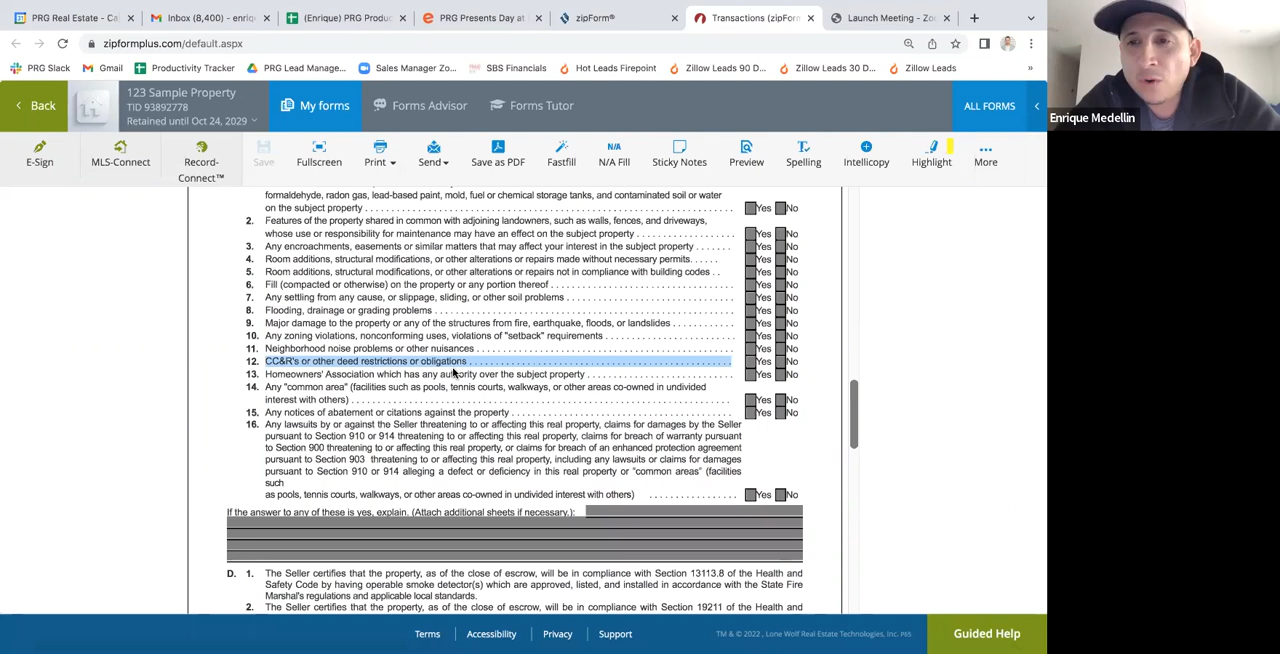 PRG Real Estate - Ca
Inbox (8,400) - enriq
(Enrique) PRG Produc
PRG Presents Day at
zipForm®
Transactions (zipForm
Launch Meeting - Zoo
zipformplus.com/default.aspx
PRG Slack
Gmail
Productivity Tracker
PRG Lead Manage...
Sales Manager Zo...
SBS Financials
Hot Leads Firepoint
Zillow Leads 90 D...
Zillow Leads 30 D...
Zillow Leads
Back
123 Sample Property
TID 93892778
Retained until Oct 24, 2029
My forms
Forms Advisor
Forms Tutor
ALL FORMS
Enrique Medellin
E-Sign
MLS-Connect
Record-
Connect™
Save
Fullscreen
Print
Send
Save as PDF
N/A
Fastfill
N/A Fill
Sticky Notes
Preview
Spelling
Intellicopy
Highlight
More
formaldehyde, radon gas, lead-based paint, mold, fuel or chemical storage tanks, and contaminated soil or water
on the subject property Yes No
2. Features of the property shared in common with adjoining landowners, such as walls, fences, and driveways,
whose use or responsibility for maintenance may have an effect on the subject property Yes No
3. Any encroachments, easements or similar matters that may affect your interest in the subject property Yes No
4. Room additions, structural modifications, or other alterations or repairs made without necessary permits. Yes No
5. Room additions, structural modifications, or other alterations or repairs not in compliance with building codes Yes No
6. Fill (compacted or otherwise) on the property or any portion thereof Yes No
7. Any settling from any cause, or slippage, sliding, or other soil problems Yes No
8. Flooding, drainage or grading problems Yes No
9. Major damage to the property or any of the structures from fire, earthquake, floods, or landslides Yes No
10. Any zoning violations, nonconforming uses, violations of "setback" requirements Yes No
11. Neighborhood noise problems or other nuisances Yes No
12. CC&R's or other deed restrictions or obligations Yes No
13. Homeowners' Association which has any authority over the subject property Yes No
14. Any "common area" (facilities such as pools, tennis courts, walkways, or other areas co-owned in undivided
interest with others) Yes No
15. Any notices of abatement or citations against the property Yes No
16. Any lawsuits by or against the Seller threatening to or affecting this real property, claims for damages by the Seller
pursuant to Section 910 or 914 threatening to or affecting this real property, claims for breach of warranty pursuant
to Section 900 threatening to or affecting this real property, or claims for breach of an enhanced protection agreement
pursuant to Section 903 threatening to or affecting this real property, including any lawsuits or claims for damages
pursuant to Section 910 or 914 alleging a defect or deficiency in this real property or "common areas" (facilities
such
as pools, tennis courts, walkways, or other areas co-owned in undivided interest with others) Yes No
If the answer to any of these is yes, explain. (Attach additional sheets if necessary.):
D. 1. The Seller certifies that the property, as of the close of escrow, will be in compliance with Section 13113.8 of the Health and
Safety Code by having operable smoke detector(s) which are approved, listed, and installed in accordance with the State Fire
Marshal's regulations and applicable local standards.
2. The Seller certifies that the property, as of the close of escrow, will be in compliance with Section 19211 of the Health and
Terms
Accessibility
Privacy
Support
TM & © 2022, Lone Wolf Real Estate Technologies, Inc. PES
Guided Help